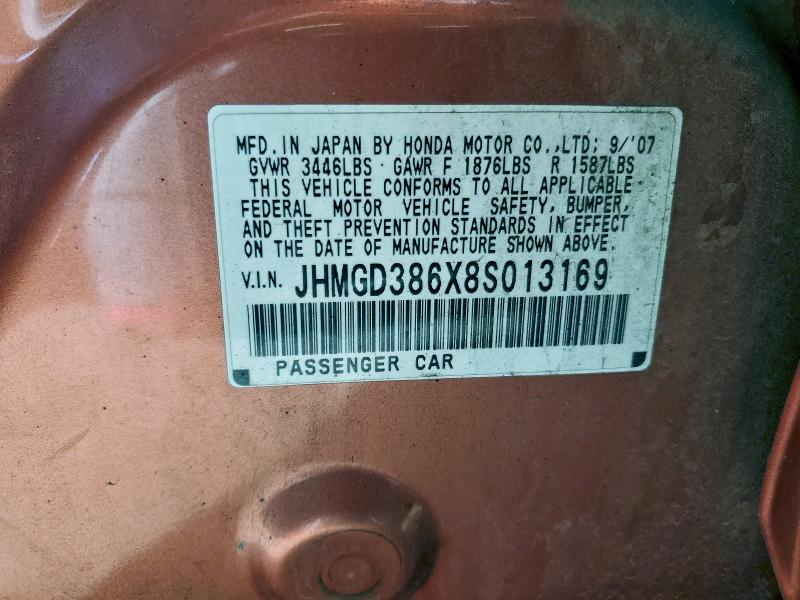 MFD. IN JAPAN BY HONDA MOTOR CO.,LTD; 9/'07
GVWR 3446LBS GAWR F 1876LBS R 1587LBS
THIS VEHICLE CONFORMS TO ALL APPLICABLE
FEDERAL MOTOR VEHICLE SAFETY, BUMPER,
AND THEFT PREVENTION STANDARDS IN EFFECT
ON THE DATE OF MANUFACTURE SHOWN ABOVE.
V.I.N. JHMGD386X8S013169
PASSENGER CAR